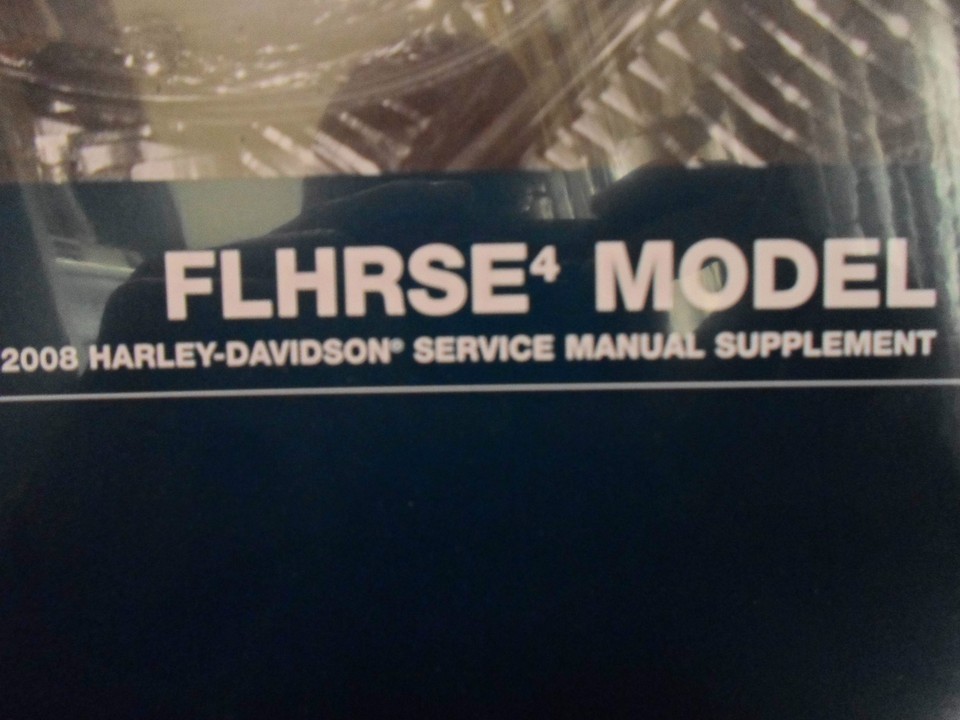 FLHRSE⁴ MODEL
2008 HARLEY-DAVIDSON® SERVICE MANUAL SUPPLEMENT